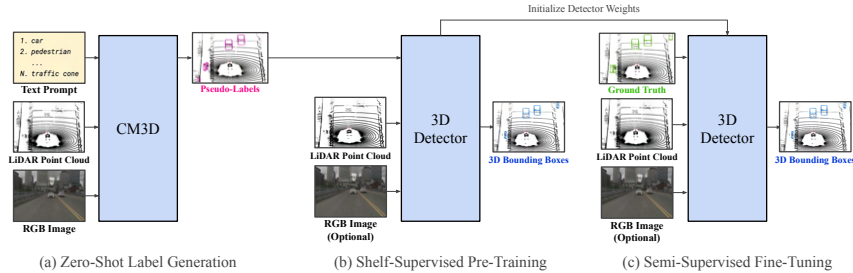 Initialize Detector Weights
1. car
2. pedestrian
...
N. traffic cone
Text Prompt
LiDAR Point Cloud
RGB Image
CM3D
Pseudo-Labels
(a) Zero-Shot Label Generation
LiDAR Point Cloud
RGB Image
(Optional)
3D
Detector
3D Bounding Boxes
(b) Shelf-Supervised Pre-Training
Ground Truth
LiDAR Point Cloud
RGB Image
(Optional)
3D
Detector
3D Bounding Boxes
(c) Semi-Supervised Fine-Tuning